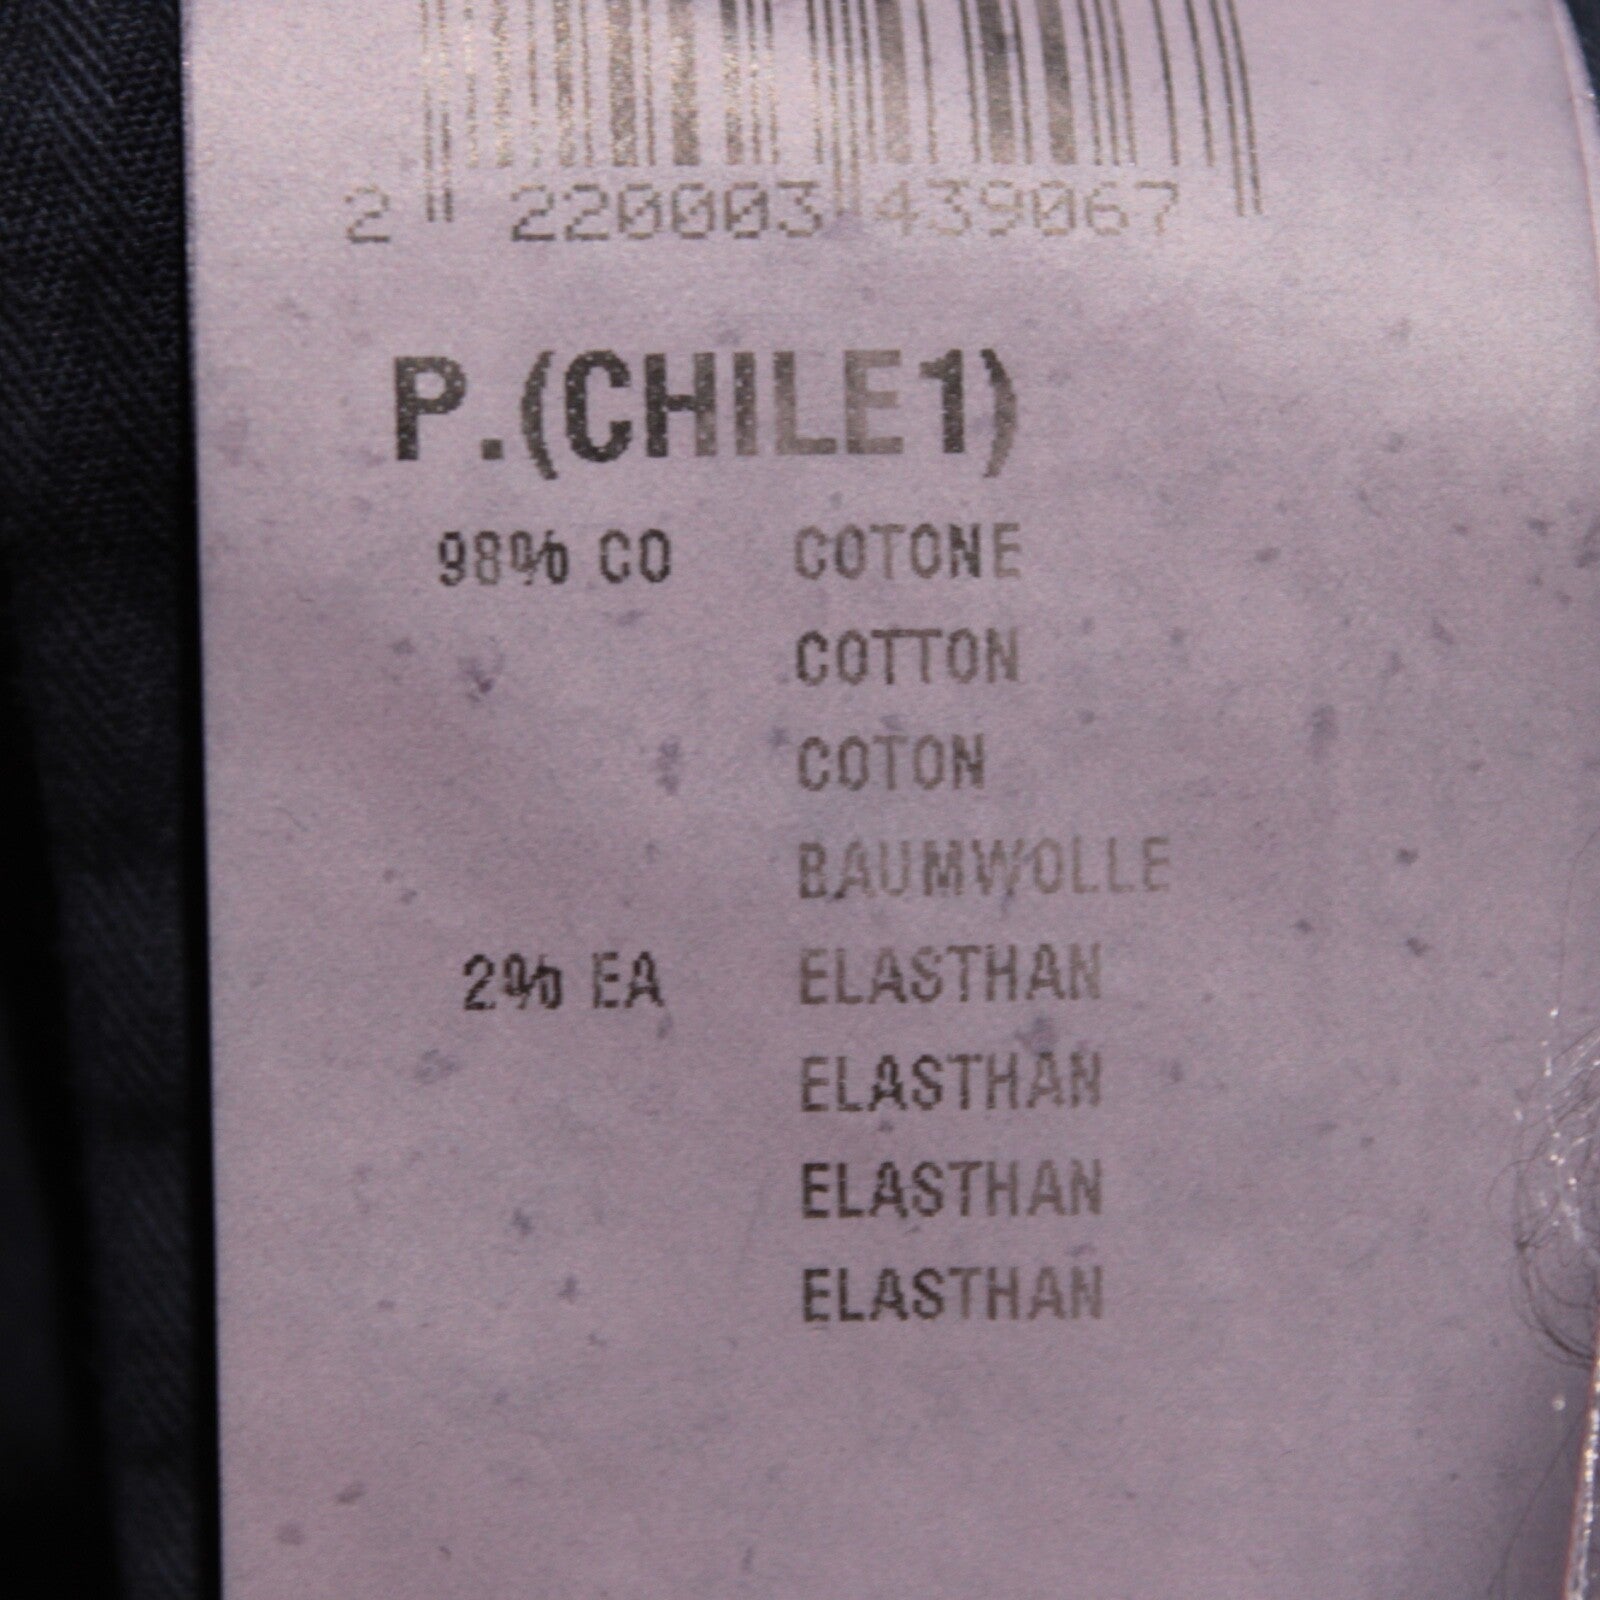 2 220003 439067
P.(CHILE1)
98% CO COTONE
COTTON
COTON
BAUMWOLLE
2% EA ELASTHAN
ELASTHAN
ELASTHAN
ELASTHAN